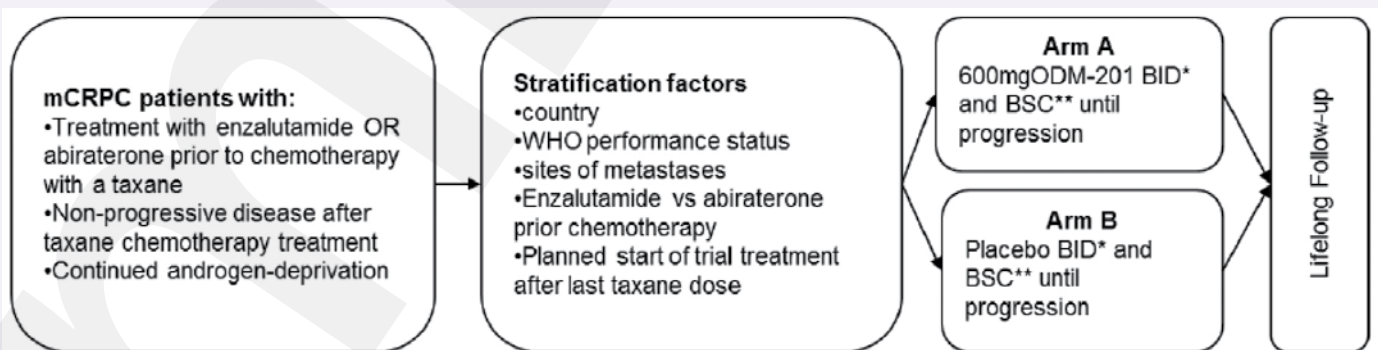 mCRPC patients with:
•Treatment with enzalutamide OR
abiraterone prior to chemotherapy
with a taxane
•Non-progressive disease after
taxane chemotherapy treatment
•Continued androgen-deprivation
Stratification factors
•country
•WHO performance status
•sites of metastases
•Enzalutamide vs abiraterone
prior chemotherapy
•Planned start of trial treatment
after last taxane dose
Arm A
600mgODM-201 BID*
and BSC** until
progression
Arm B
Placebo BID* and
BSC** until
progression
Lifelong Follow-up